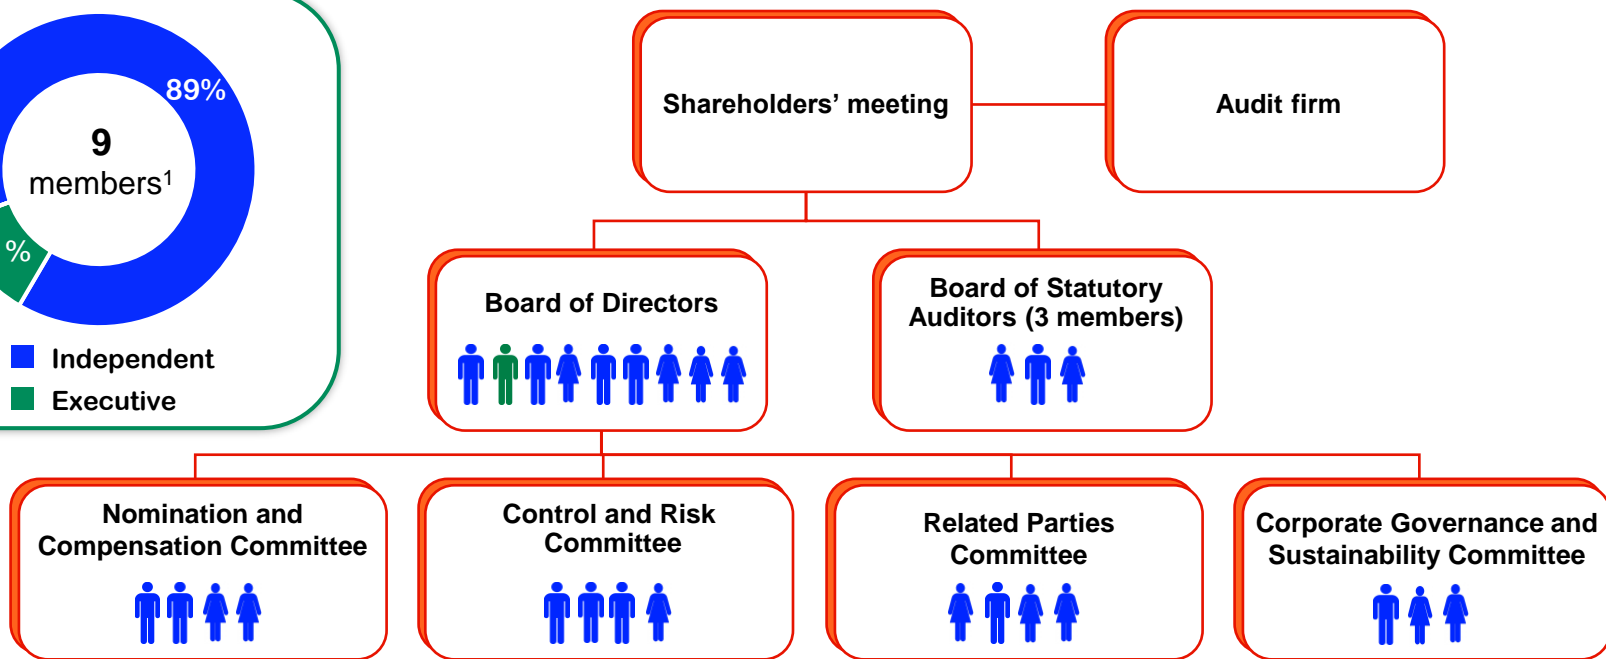 89%
9
members¹
%
Independent
Executive
Shareholders’ meeting
Audit firm
Board of Directors
Board of Statutory
Auditors (3 members)
Nomination and
Compensation Committee
Control and Risk
Committee
Related Parties
Committee
Corporate Governance and
Sustainability Committee